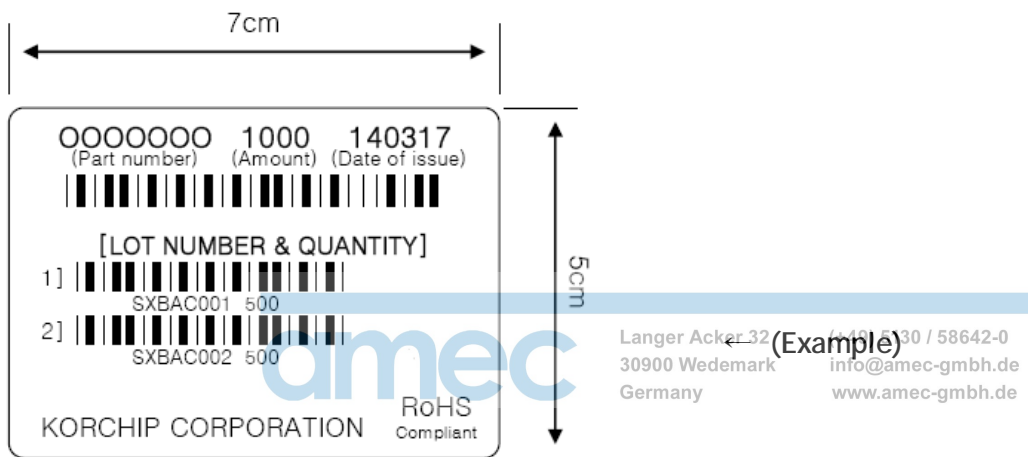 7cm
OOOOOOO 1000 140317
(Part number) (Amount) (Date of issue)
[LOT NUMBER & QUANTITY]
1]
SXBAC001 500
2]
SXBAC002 500
KORCHIP CORPORATION
RoHS
Compliant
5cm
← (Example)
amec
Langer Acker 32
30900 Wedemark
Germany
30 / 58642-0
info@amec-gmbh.de
www.amec-gmbh.de